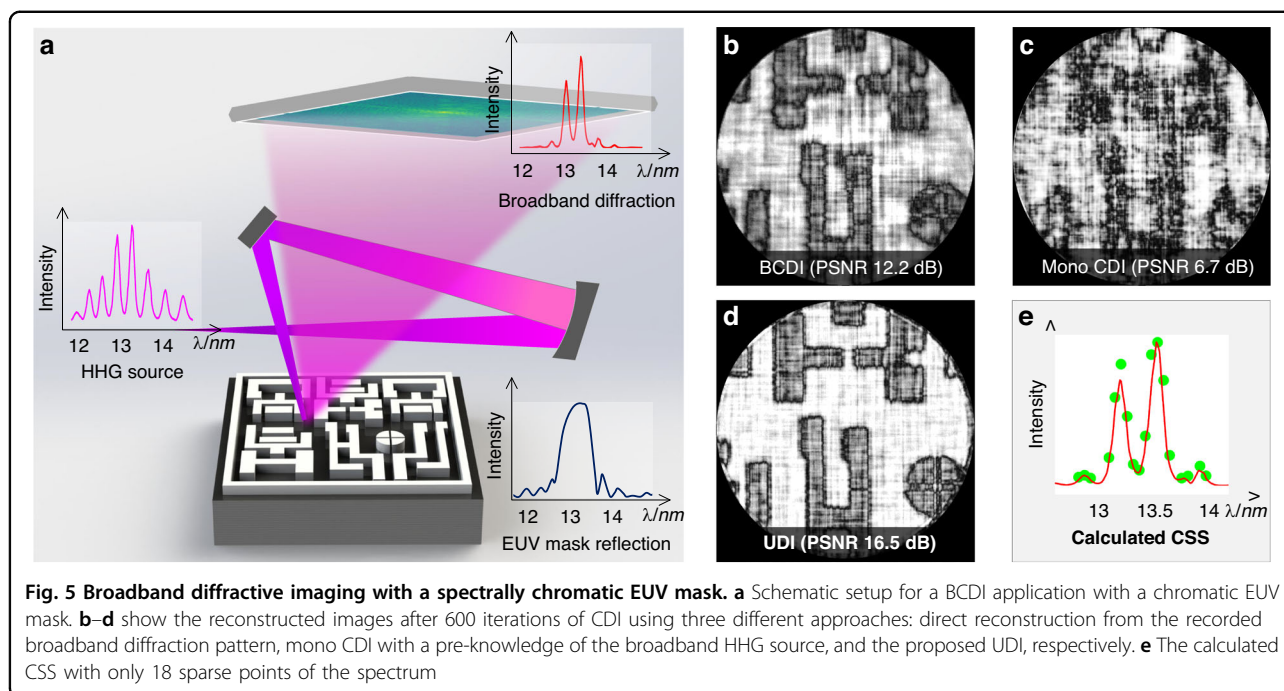 a
Intensity
12 13 14 λ/nm
Broadband diffraction
Intensity
12 13 14 λ/nm
HHG source
Intensity
12 13 14 λ/nm
EUV mask reflection
b
BCDI (PSNR 12.2 dB)
c
Mono CDI (PSNR 6.7 dB)
d
UDI (PSNR 16.5 dB)
e
Intensity
13 13.5 14 λ/nm
Calculated CSS
Fig. 5 Broadband diffractive imaging with a spectrally chromatic EUV mask. a Schematic setup for a BCDI application with a chromatic EUV
mask. b–d show the reconstructed images after 600 iterations of CDI using three different approaches: direct reconstruction from the recorded
broadband diffraction pattern, mono CDI with a pre-knowledge of the broadband HHG source, and the proposed UDI, respectively. e The calculated
CSS with only 18 sparse points of the spectrum